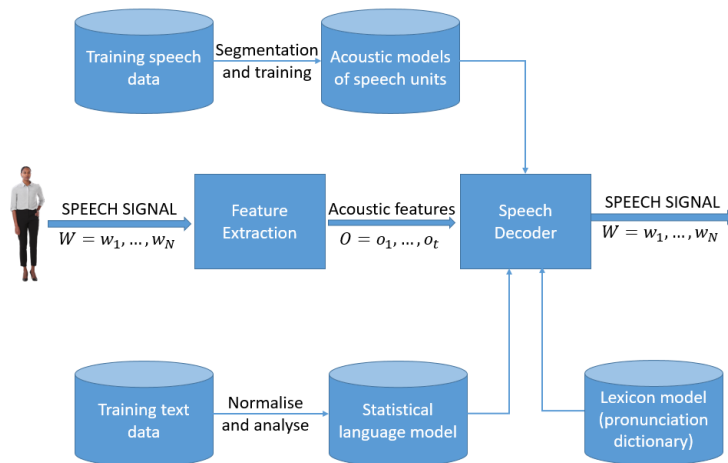 Training speech
data
Segmentation
and training
Acoustic models
of speech units
SPEECH SIGNAL
W = w₁, … , w_N
Feature
Extraction
Acoustic features
O = o₁, … , oₜ
Speech
Decoder
SPEECH SIGNAL
W = w₁, … , w_N
Training text
data
Normalise
and analyse
Statistical
language model
Lexicon model
(pronunciation
dictionary)